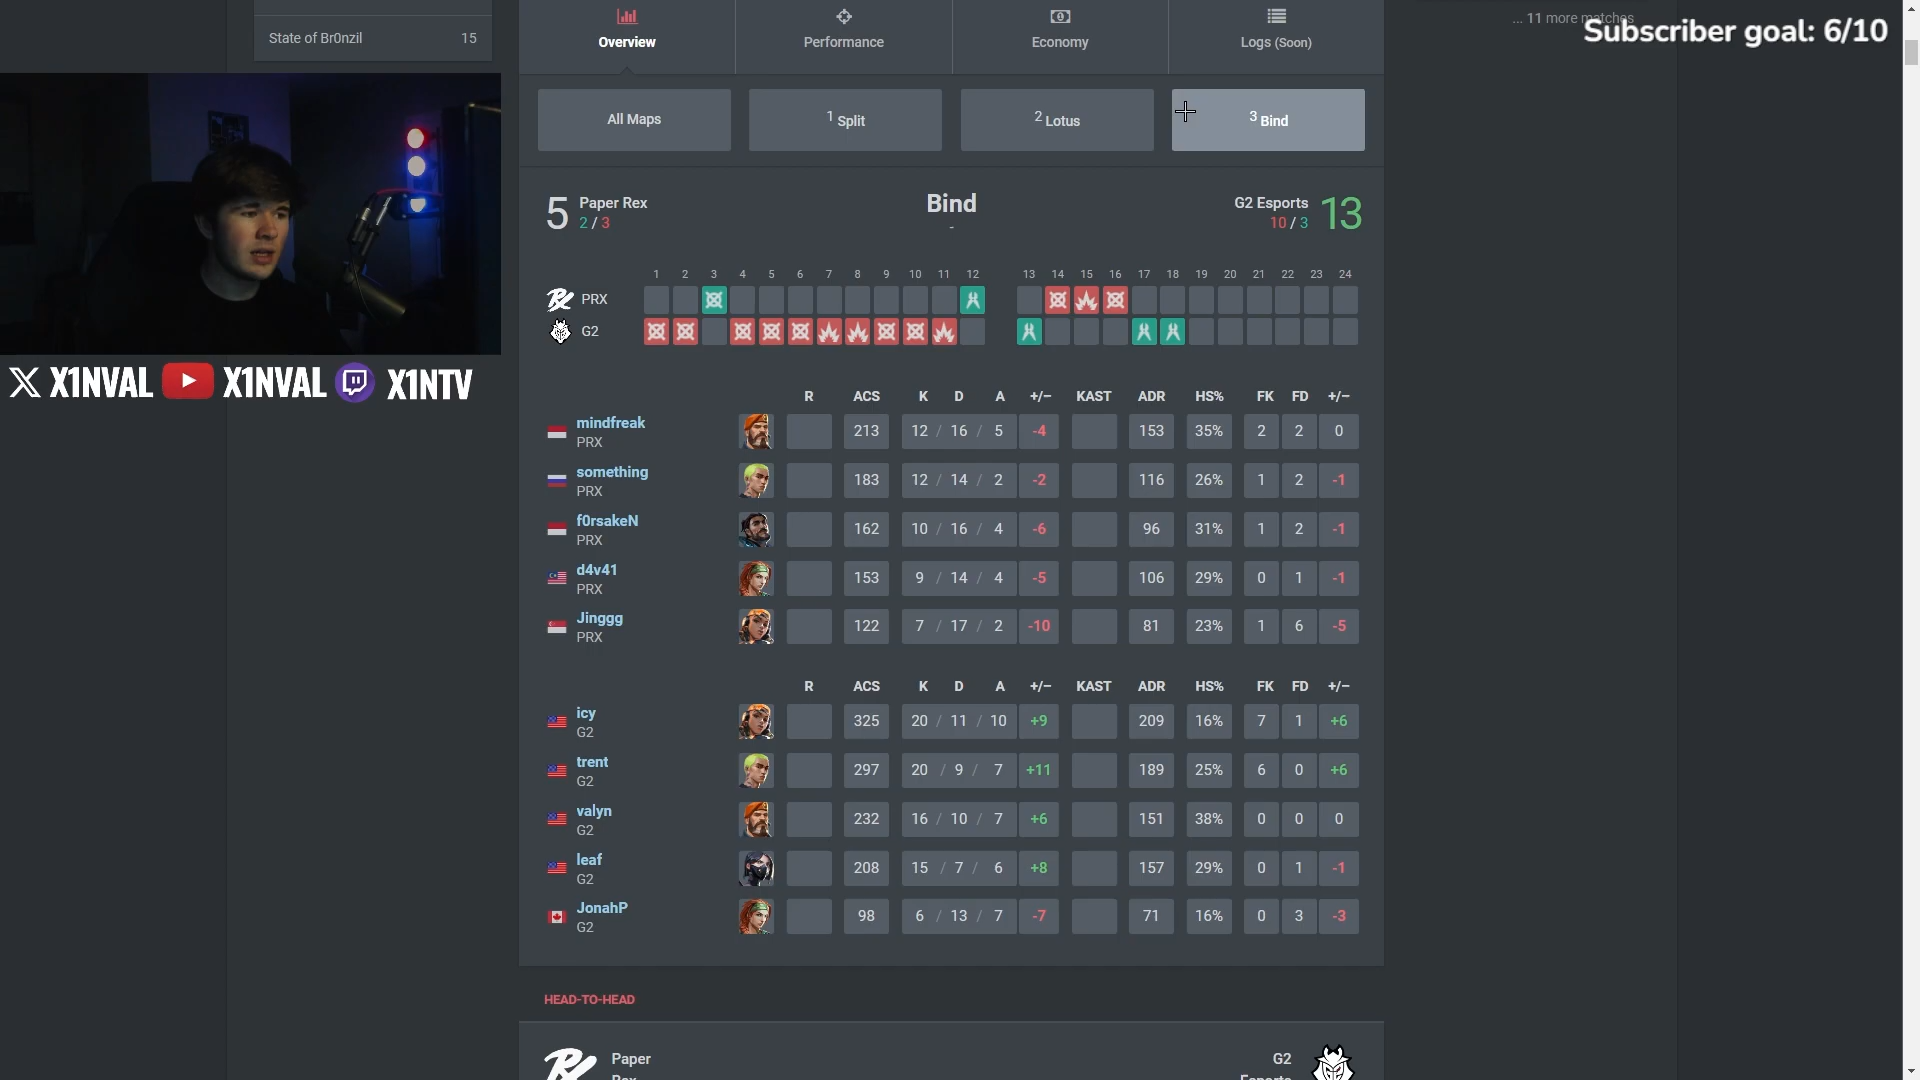 State of Br0nzil 15
Overview
Performance
Economy
Logs (Soon)
... 11 more matches
Subscriber goal: 6/10
All Maps
1 Split
2 Lotus
3 Bind
5 Paper Rex
2 / 3
Bind
-
G2 Esports 13
10 / 3
1 2 3 4 5 6 7 8 9 10 11 12 13 14 15 16 17 18 19 20 21 22 23 24
PRX
G2
X1NVAL X1NVAL X1NTV
R ACS K D A +/− KAST ADR HS% FK FD +/−
mindfreak
PRX
213 12 / 16 / 5 -4 153 35% 2 2 0
something
PRX
183 12 / 14 / 2 -2 116 26% 1 2 -1
f0rsakeN
PRX
162 10 / 16 / 4 -6 96 31% 1 2 -1
d4v41
PRX
153 9 / 14 / 4 -5 106 29% 0 1 -1
Jinggg
PRX
122 7 / 17 / 2 -10 81 23% 1 6 -5
R ACS K D A +/− KAST ADR HS% FK FD +/−
icy
G2
325 20 / 11 / 10 +9 209 16% 7 1 +6
trent
G2
297 20 / 9 / 7 +11 189 25% 6 0 +6
valyn
G2
232 16 / 10 / 7 +6 151 38% 0 0 0
leaf
G2
208 15 / 7 / 6 +8 157 29% 0 1 -1
JonahP
G2
98 6 / 13 / 7 -7 71 16% 0 3 -3
HEAD-TO-HEAD
Paper
Rex
G2
Esports